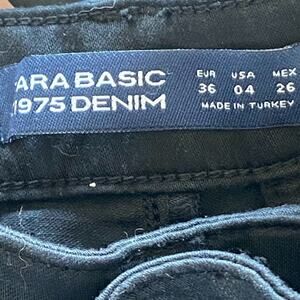 ARA BASIC
1975 DENIM
EUR USA MEX
36 04 26
MADE IN TURKEY